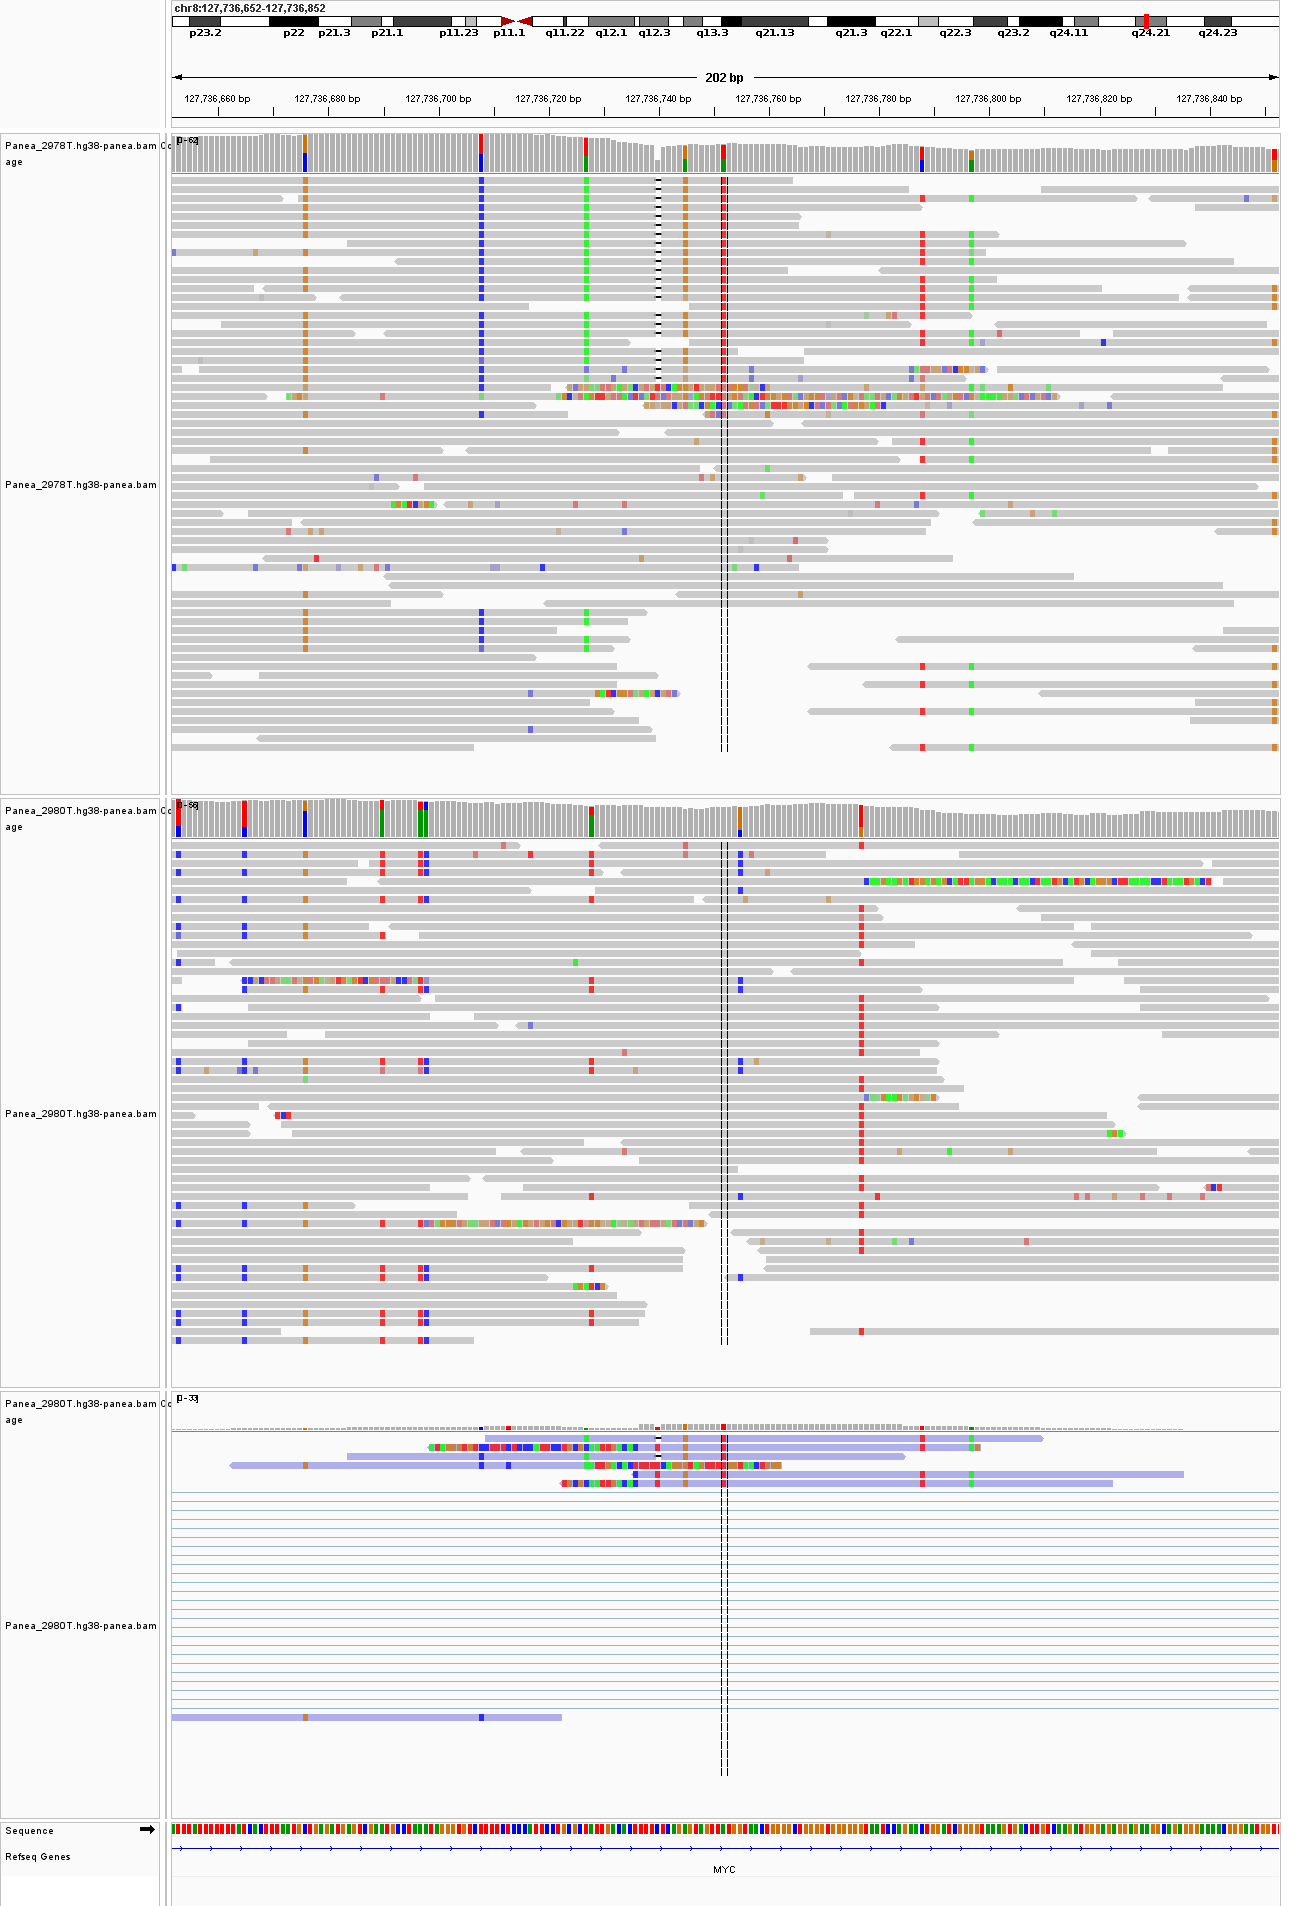 chr8:127,736,652-127,736,852
p23.2 p22 p21.3 p21.1 p11.23 p11.1 q11.22 q12.1 q12.3 q13.3 q21.13 q21.3 q22.1 q22.3 q23.2 q24.11 q24.21 q24.23
202 bp
127,736,660 bp 127,736,680 bp 127,736,700 bp 127,736,720 bp 127,736,740 bp 127,736,760 bp 127,736,780 bp 127,736,800 bp 127,736,820 bp 127,736,840 bp
Panea_2978T.hg38-panea.bam Co
age
[0-62]
Panea_2978T.hg38-panea.bam
Panea_2980T.hg38-panea.bam Co
age
[0-56]
Panea_2980T.hg38-panea.bam
Panea_2980T.hg38-panea.bam Co
age
[0-33]
Panea_2980T.hg38-panea.bam
Sequence
Refseq Genes
MYC